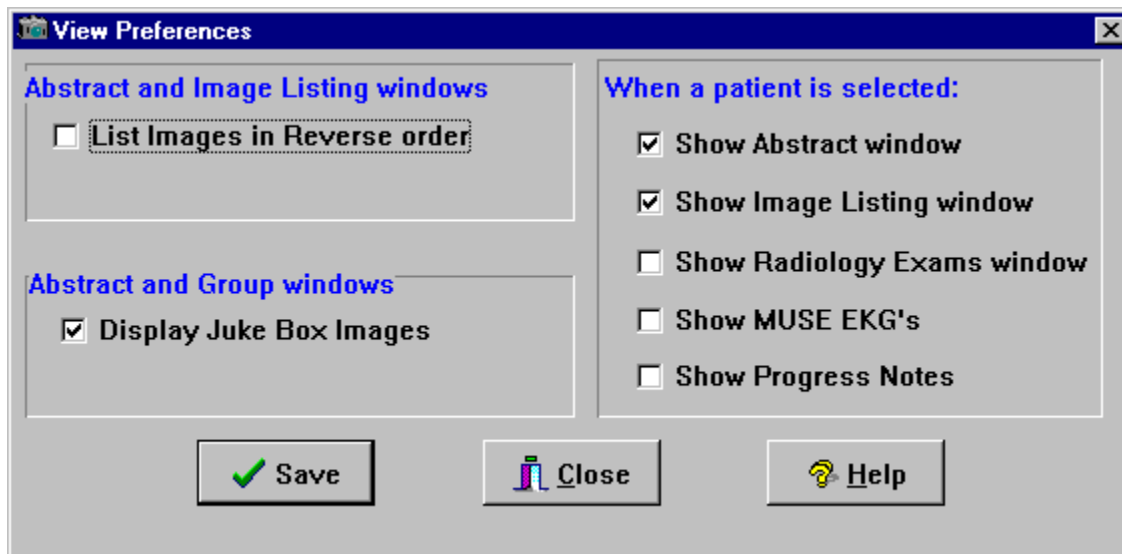 View Preferences
Abstract and Image Listing windows
List Images in Reverse order
Abstract and Group windows
Display Juke Box Images
When a patient is selected:
Show Abstract window
Show Image Listing window
Show Radiology Exams window
Show MUSE EKG's
Show Progress Notes
Save
Close
Help